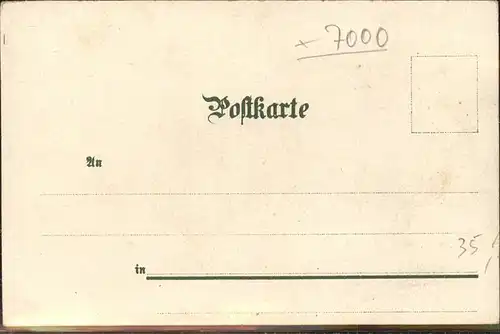 x 7000
Postkarte
An
35
in